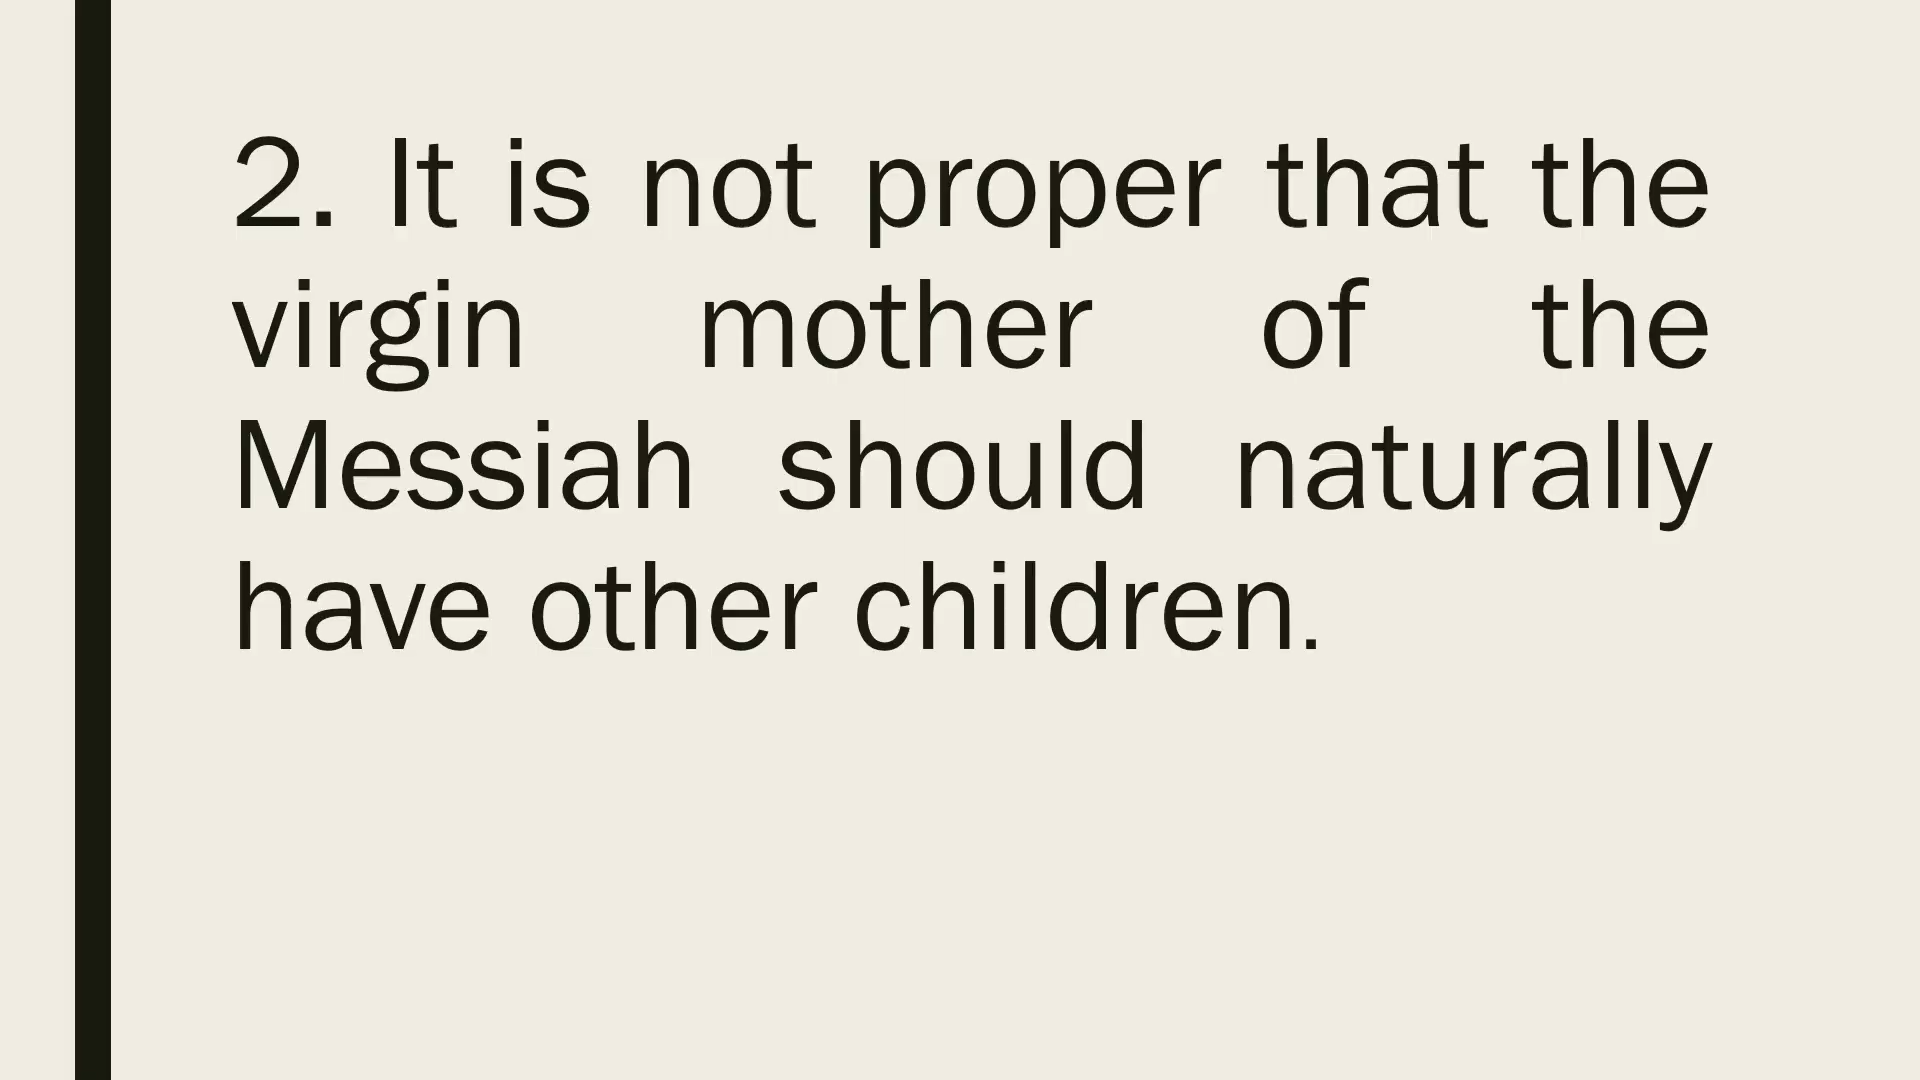 2. It is not proper that the
virgin mother of the
Messiah should naturally
have other children.